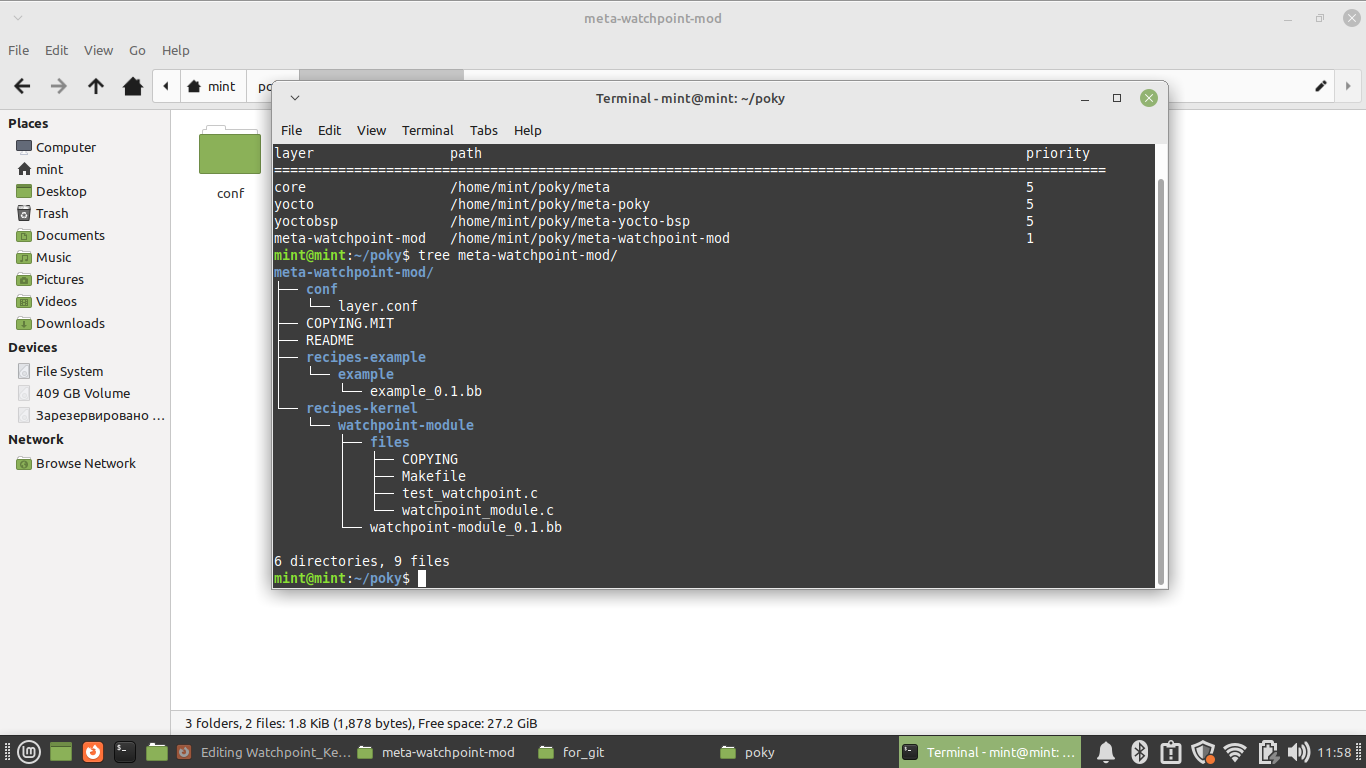 meta-watchpoint-mod
File Edit View Go Help
mint
Terminal - mint@mint: ~/poky
File Edit View Terminal Tabs Help
Places
Computer
mint
Desktop
Trash
Documents
Music
Pictures
Videos
Downloads
Devices
File System
409 GB Volume
Зарезервировано ...
Network
Browse Network
conf
layer path priority
========================================================================================================
core /home/mint/poky/meta 5
yocto /home/mint/poky/meta-poky 5
yoctobsp /home/mint/poky/meta-yocto-bsp 5
meta-watchpoint-mod /home/mint/poky/meta-watchpoint-mod 1
mint@mint:~/poky$ tree meta-watchpoint-mod/
meta-watchpoint-mod/
├── conf
│   └── layer.conf
├── COPYING.MIT
├── README
├── recipes-example
│   └── example
│       └── example_0.1.bb
└── recipes-kernel
    └── watchpoint-module
        ├── files
        │   ├── COPYING
        │   ├── Makefile
        │   ├── test_watchpoint.c
        │   └── watchpoint_module.c
        └── watchpoint-module_0.1.bb
6 directories, 9 files
mint@mint:~/poky$
3 folders, 2 files: 1.8 KiB (1,878 bytes), Free space: 27.2 GiB
Editing Watchpoint_Ke... meta-watchpoint-mod for_git poky Terminal - mint@mint: ... 11:58